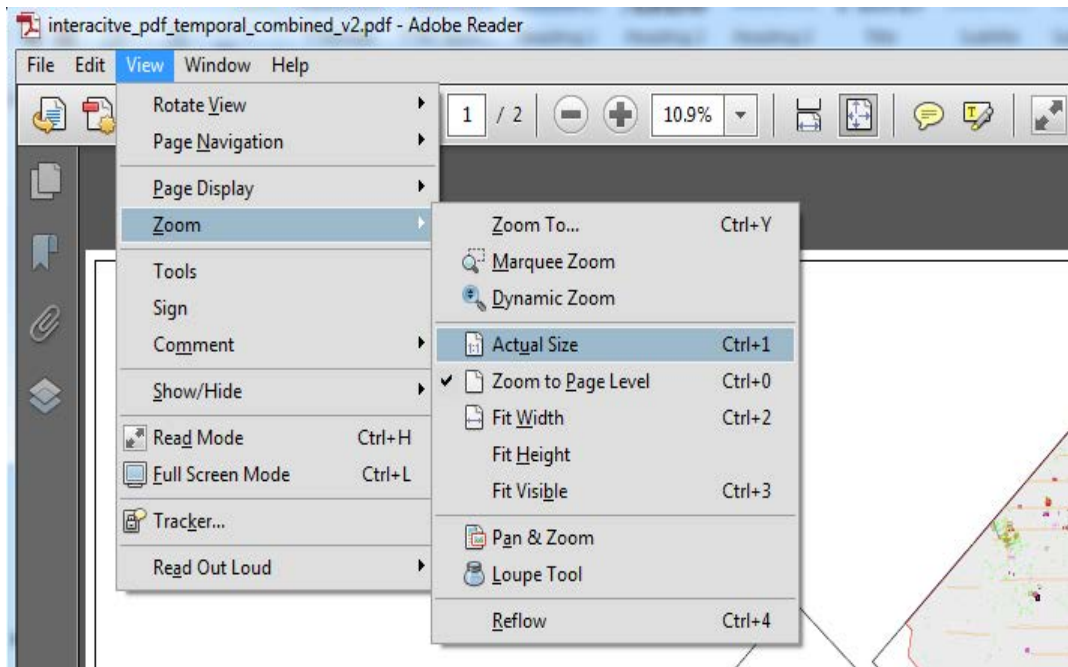 interacitve_pdf_temporal_combined_v2.pdf - Adobe Reader
File Edit View Window Help
1 / 2 10.9%
Rotate View
Page Navigation
Page Display
Zoom
Tools
Sign
Comment
Show/Hide
Read Mode Ctrl+H
Full Screen Mode Ctrl+L
Tracker...
Read Out Loud
Zoom To... Ctrl+Y
Marquee Zoom
Dynamic Zoom
1:1 Actual Size Ctrl+1
Zoom to Page Level Ctrl+0
Fit Width Ctrl+2
Fit Height
Fit Visible Ctrl+3
Pan & Zoom
Loupe Tool
Reflow Ctrl+4